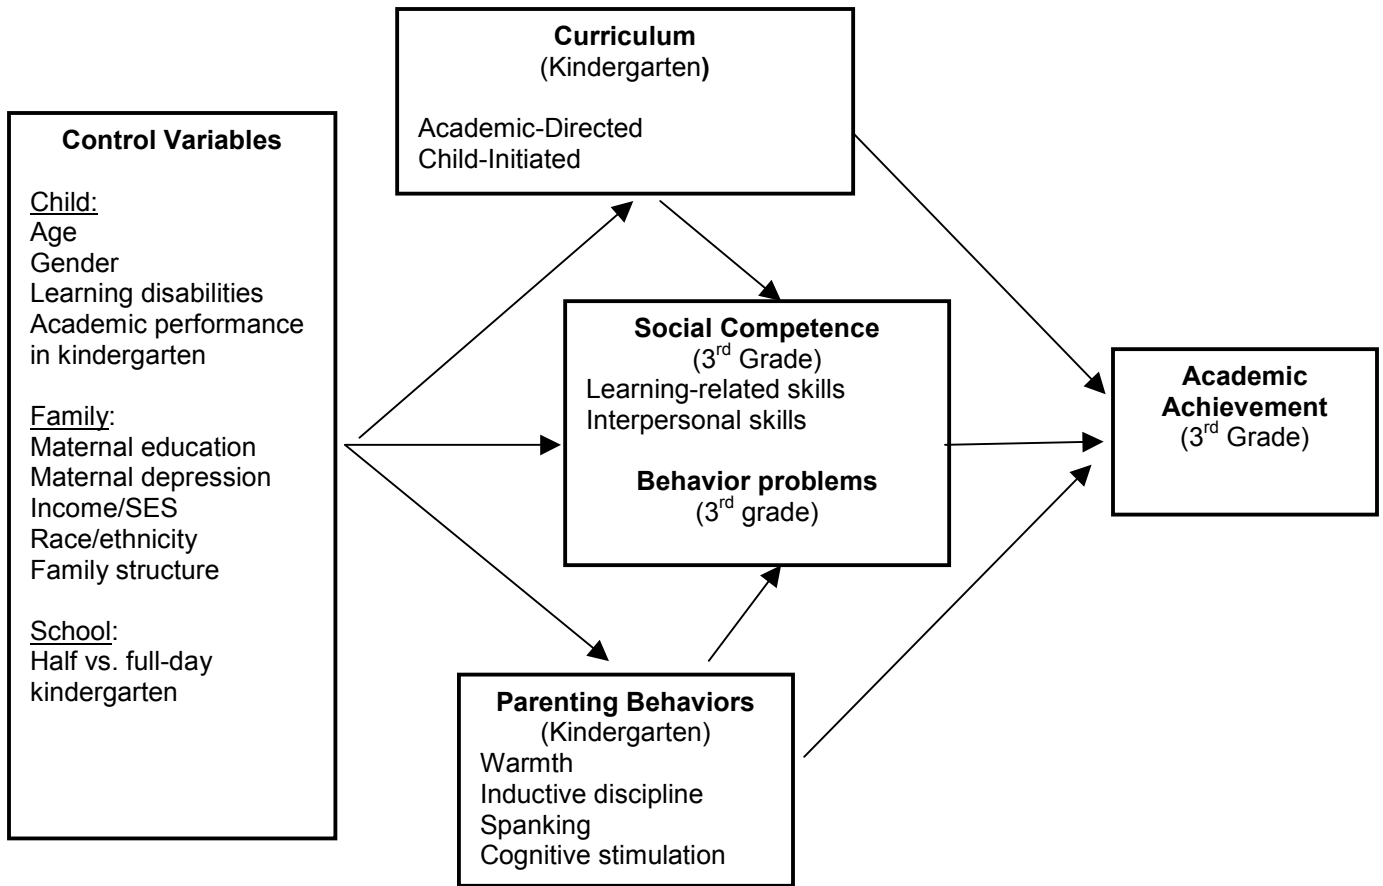 Curriculum
(Kindergarten)
Academic-Directed
Child-Initiated
Control Variables
Child:
Age
Gender
Learning disabilities
Academic performance
in kindergarten
Family:
Maternal education
Maternal depression
Income/SES
Race/ethnicity
Family structure
School:
Half vs. full-day
kindergarten
Social Competence
(3rd Grade)
Learning-related skills
Interpersonal skills
Behavior problems
(3rd grade)
Parenting Behaviors
(Kindergarten)
Warmth
Inductive discipline
Spanking
Cognitive stimulation
Academic
Achievement
(3rd Grade)